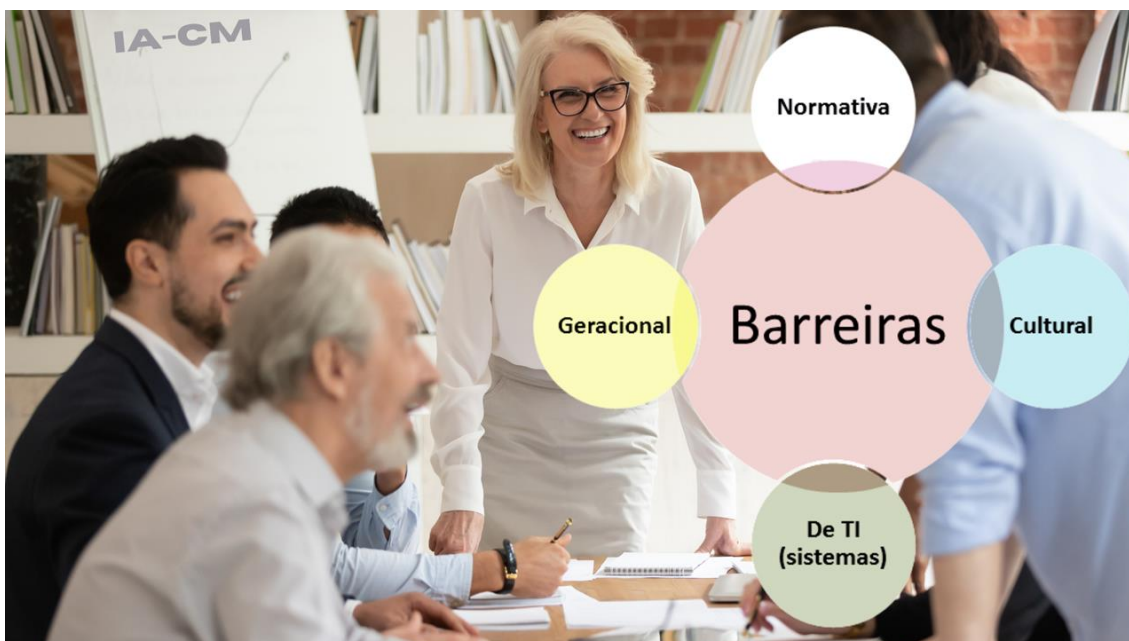 IA-CM
Normativa
Geracional
Barreiras
Cultural
De TI
(sistemas)